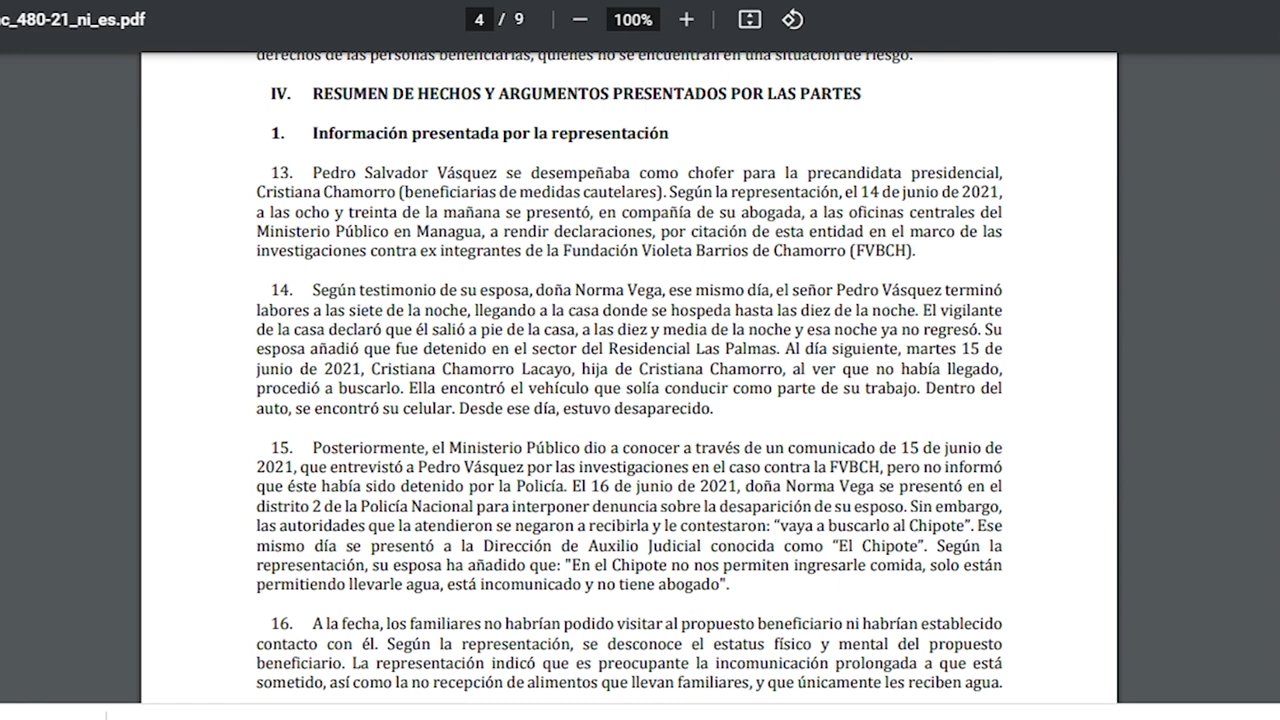 c_480-21_ni_es.pdf
4 / 9
100%
derechos de las personas beneficiarias, quienes no se encuentran en una situación de riesgo.
IV. RESUMEN DE HECHOS Y ARGUMENTOS PRESENTADOS POR LAS PARTES
1. Información presentada por la representación
13. Pedro Salvador Vásquez se desempeñaba como chofer para la precandidata presidencial,
Cristiana Chamorro (beneficiarias de medidas cautelares). Según la representación, el 14 de junio de 2021,
a las ocho y treinta de la mañana se presentó, en compañía de su abogada, a las oficinas centrales del
Ministerio Público en Managua, a rendir declaraciones, por citación de esta entidad en el marco de las
investigaciones contra ex integrantes de la Fundación Violeta Barrios de Chamorro (FVBCH).
14. Según testimonio de su esposa, doña Norma Vega, ese mismo día, el señor Pedro Vásquez terminó
labores a las siete de la noche, llegando a la casa donde se hospeda hasta las diez de la noche. El vigilante
de la casa declaró que él salió a pie de la casa, a las diez y media de la noche y esa noche ya no regresó. Su
esposa añadió que fue detenido en el sector del Residencial Las Palmas. Al día siguiente, martes 15 de
junio de 2021, Cristiana Chamorro Lacayo, hija de Cristiana Chamorro, al ver que no había llegado,
procedió a buscarlo. Ella encontró el vehículo que solía conducir como parte de su trabajo. Dentro del
auto, se encontró su celular. Desde ese día, estuvo desaparecido.
15. Posteriormente, el Ministerio Público dio a conocer a través de un comunicado de 15 de junio de
2021, que entrevistó a Pedro Vásquez por las investigaciones en el caso contra la FVBCH, pero no informó
que éste había sido detenido por la Policía. El 16 de junio de 2021, doña Norma Vega se presentó en el
distrito 2 de la Policía Nacional para interponer denuncia sobre la desaparición de su esposo. Sin embargo,
las autoridades que la atendieron se negaron a recibirla y le contestaron: “vaya a buscarlo al Chipote”. Ese
mismo día se presentó a la Dirección de Auxilio Judicial conocida como “El Chipote”. Según la
representación, su esposa ha añadido que: "En el Chipote no nos permiten ingresarle comida, solo están
permitiendo llevarle agua, está incomunicado y no tiene abogado".
16. A la fecha, los familiares no habrían podido visitar al propuesto beneficiario ni habrían establecido
contacto con él. Según la representación, se desconoce el estatus físico y mental del propuesto
beneficiario. La representación indicó que es preocupante la incomunicación prolongada a que está
sometido, así como la no recepción de alimentos que llevan familiares, y que únicamente les reciben agua.